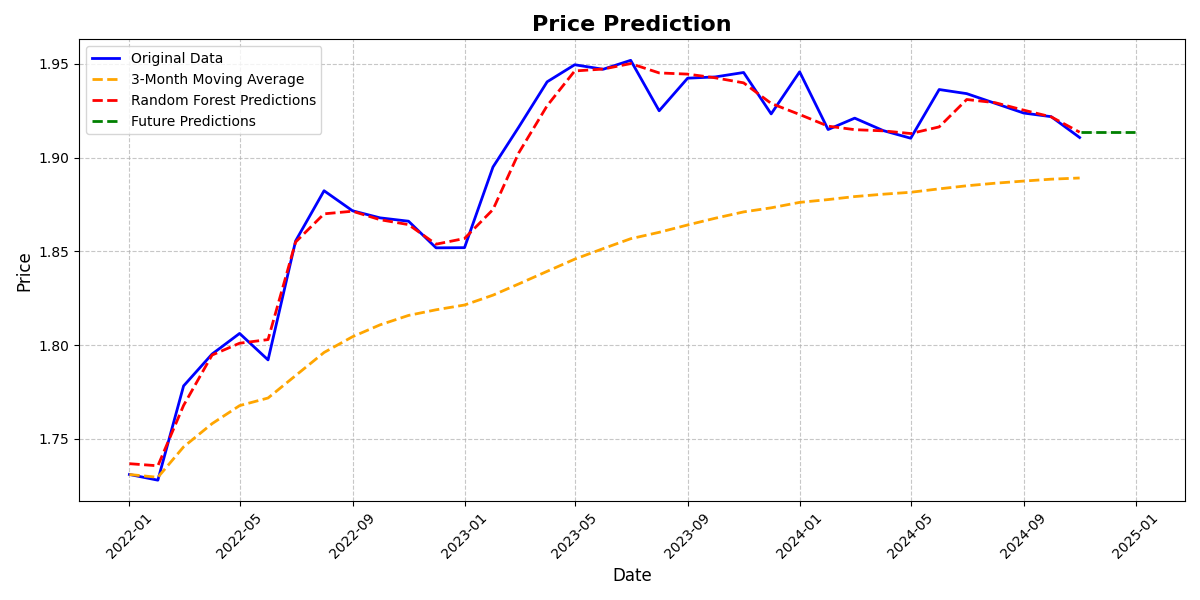 Price Prediction
Original Data
3-Month Moving Average
Random Forest Predictions
Future Predictions
Price
1.95
1.90
1.85
1.80
1.75
2022-01
2022-05
2022-09
2023-01
2023-05
2023-09
2024-01
2024-05
2024-09
2025-01
Date